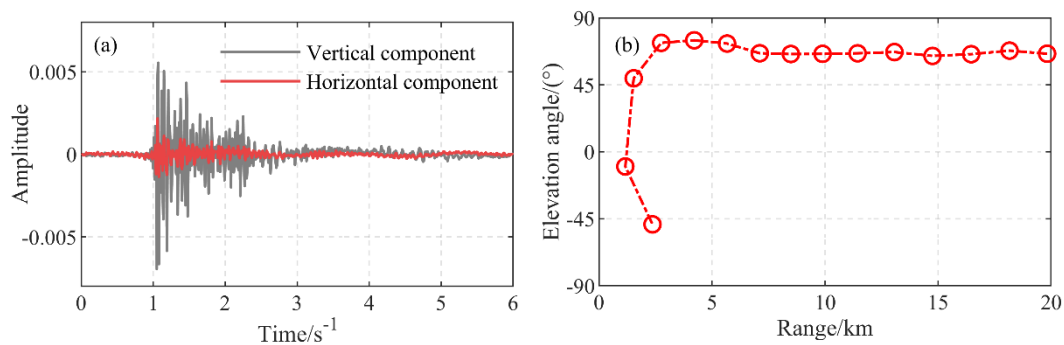 (a)
Vertical component
Horizontal component
0.005
0
-0.005
Amplitude
0 1 2 3 4 5 6
Time/s⁻¹
(b)
90
45
0
-45
-90
Elevation angle/(°)
0 5 10 15 20
Range/km